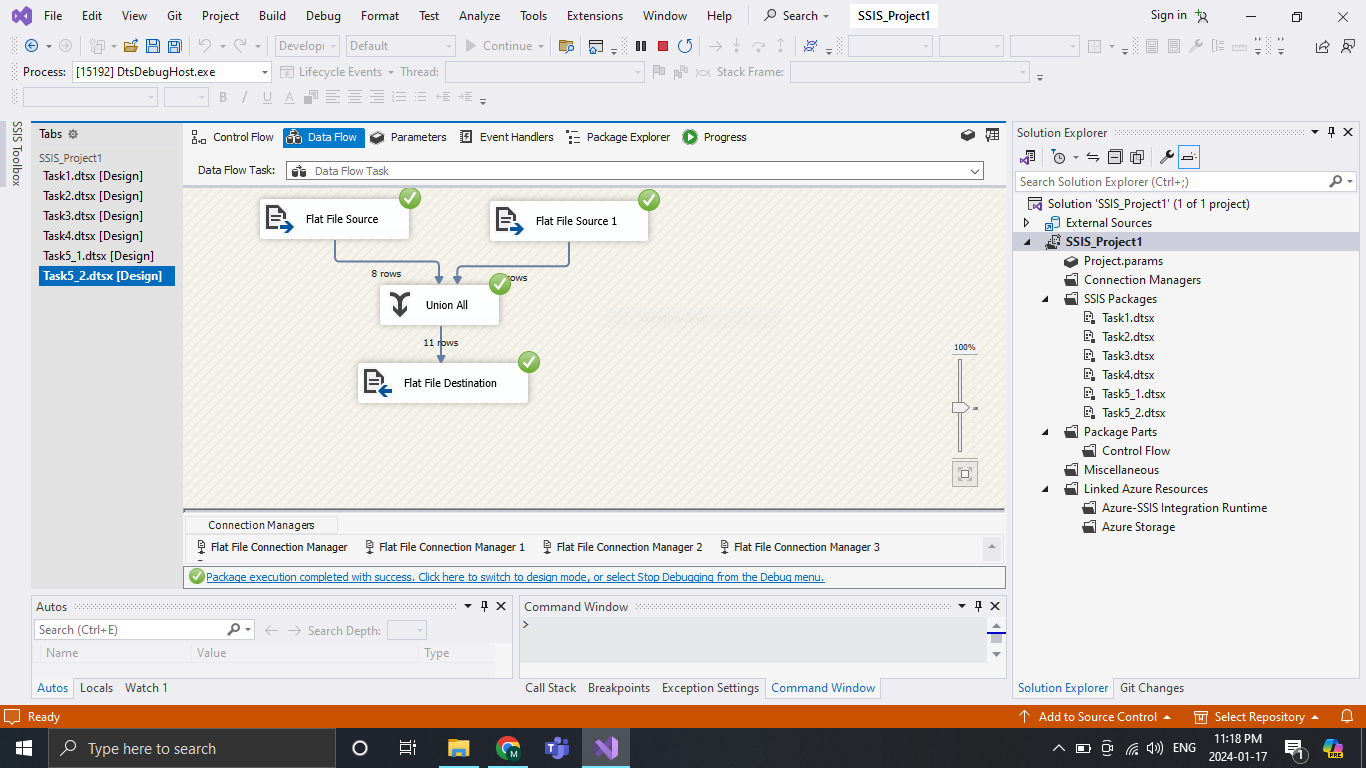 File Edit View Git Project Build Debug Format Test Analyze Tools Extensions Window Help Search SSIS_Project1 Sign in
Develop Default Continue
Process: [15192] DtsDebugHost.exe Lifecycle Events Thread: Stack Frame:
B I U A
SSIS Toolbox
Tabs
SSIS_Project1
Task1.dtsx [Design]
Task2.dtsx [Design]
Task3.dtsx [Design]
Task4.dtsx [Design]
Task5_1.dtsx [Design]
Task5_2.dtsx [Design]
Control Flow Data Flow Parameters Event Handlers Package Explorer Progress
Data Flow Task: Data Flow Task
Flat File Source Flat File Source 1
8 rows rows
Union All
11 rows
Flat File Destination
100%
Connection Managers
Flat File Connection Manager Flat File Connection Manager 1 Flat File Connection Manager 2 Flat File Connection Manager 3
Package execution completed with success. Click here to switch to design mode, or select Stop Debugging from the Debug menu.
Autos
Search (Ctrl+E) Search Depth:
Name Value Type
Autos Locals Watch 1
Command Window
>
Call Stack Breakpoints Exception Settings Command Window
Solution Explorer
Search Solution Explorer (Ctrl+;)
Solution 'SSIS_Project1' (1 of 1 project)
External Sources
SSIS_Project1
Project.params
Connection Managers
SSIS Packages
Task1.dtsx
Task2.dtsx
Task3.dtsx
Task4.dtsx
Task5_1.dtsx
Task5_2.dtsx
Package Parts
Control Flow
Miscellaneous
Linked Azure Resources
Azure-SSIS Integration Runtime
Azure Storage
Solution Explorer Git Changes
Ready Add to Source Control Select Repository
Type here to search ENG 11:18 PM
2024-01-17
1
M
PRE